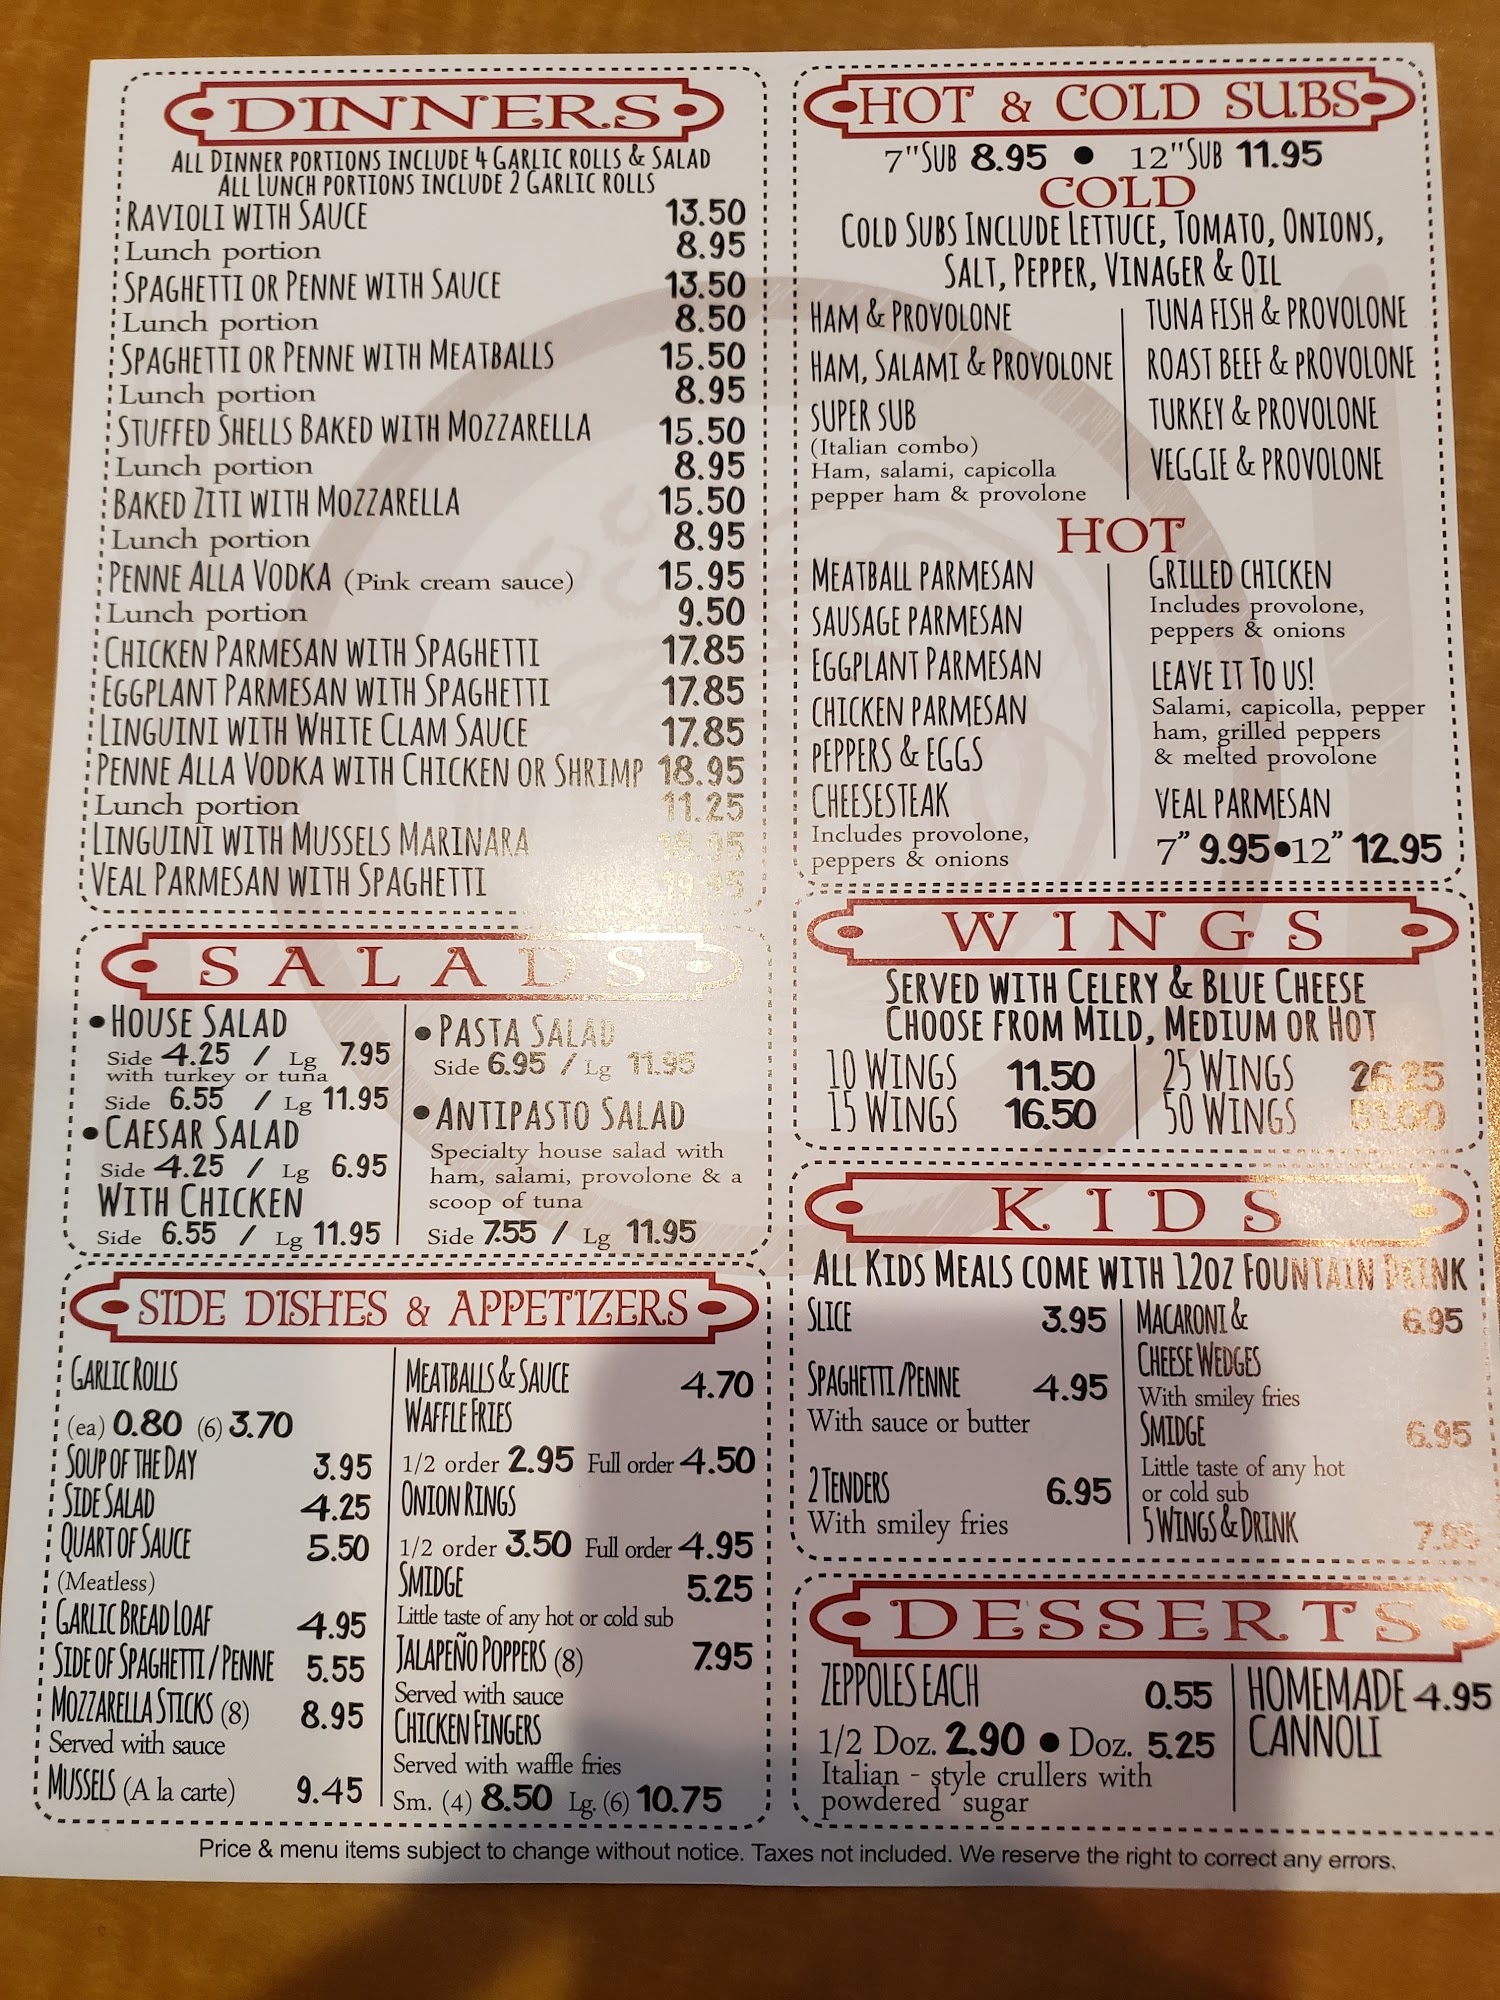 DINNERS
ALL DINNER PORTIONS INCLUDE 4 GARLIC ROLLS & SALAD
ALL LUNCH PORTIONS INCLUDE 2 GARLIC ROLLS
RAVIOLI WITH SAUCE 13.50
Lunch portion 8.95
SPAGHETTI OR PENNE WITH SAUCE 13.50
Lunch portion 8.50
SPAGHETTI OR PENNE WITH MEATBALLS 15.50
Lunch portion 8.95
STUFFED SHELLS BAKED WITH MOZZARELLA 15.50
Lunch portion 8.95
BAKED ZITI WITH MOZZARELLA 15.50
Lunch portion 8.95
PENNE ALLA VODKA (Pink cream sauce) 15.95
Lunch portion 9.50
CHICKEN PARMESAN WITH SPAGHETTI 17.85
EGGPLANT PARMESAN WITH SPAGHETTI 17.85
LINGUINI WITH WHITE CLAM SAUCE 17.85
PENNE ALLA VODKA WITH CHICKEN OR SHRIMP 18.95
Lunch portion 11.25
LINGUINI WITH MUSSELS MARINARA
VEAL PARMESAN WITH SPAGHETTI
SALADS
• HOUSE SALAD
Side 4.25 / Lg 7.95
with turkey or tuna
Side 6.55 / Lg 11.95
• CAESAR SALAD
Side 4.25 / Lg 6.95
WITH CHICKEN
Side 6.55 / Lg 11.95
• PASTA SALAD
Side 6.95 / Lg 11.95
• ANTIPASTO SALAD
Specialty house salad with
ham, salami, provolone & a
scoop of tuna
Side 7.55 / Lg 11.95
SIDE DISHES & APPETIZERS
GARLIC ROLLS
(ea) 0.80 (6) 3.70
SOUP OF THE DAY 3.95
SIDE SALAD 4.25
QUART OF SAUCE 5.50
(Meatless)
GARLIC BREAD LOAF 4.95
SIDE OF SPAGHETTI / PENNE 5.55
MOZZARELLA STICKS (8) 8.95
Served with sauce
MUSSELS (A la carte) 9.45
MEATBALLS & SAUCE 4.70
WAFFLE FRIES
1/2 order 2.95 Full order 4.50
ONION RINGS
1/2 order 3.50 Full order 4.95
SMIDGE 5.25
Little taste of any hot or cold sub
JALAPEÑO POPPERS (8) 7.95
Served with sauce
CHICKEN FINGERS
Served with waffle fries
Sm. (4) 8.50 Lg. (6) 10.75
HOT & COLD SUBS
7"SUB 8.95 • 12"SUB 11.95
COLD
COLD SUBS INCLUDE LETTUCE, TOMATO, ONIONS,
SALT, PEPPER, VINAGER & OIL
HAM & PROVOLONE
HAM, SALAMI & PROVOLONE
SUPER SUB
(Italian combo)
Ham, salami, capicolla
pepper ham & provolone
TUNA FISH & PROVOLONE
ROAST BEEF & PROVOLONE
TURKEY & PROVOLONE
VEGGIE & PROVOLONE
HOT
MEATBALL PARMESAN
SAUSAGE PARMESAN
EGGPLANT PARMESAN
CHICKEN PARMESAN
PEPPERS & EGGS
CHEESESTEAK
Includes provolone,
peppers & onions
GRILLED CHICKEN
Includes provolone,
peppers & onions
LEAVE IT TO US!
Salami, capicolla, pepper
ham, grilled peppers
& melted provolone
VEAL PARMESAN
7” 9.95•12” 12.95
WINGS
SERVED WITH CELERY & BLUE CHEESE
CHOOSE FROM MILD, MEDIUM OR HOT
10 WINGS 11.50
15 WINGS 16.50
25 WINGS 26.25
50 WINGS 51.00
KIDS
ALL KIDS MEALS COME WITH 12OZ FOUNTAIN DRINK
SLICE 3.95
SPAGHETTI/PENNE 4.95
With sauce or butter
2 TENDERS 6.95
With smiley fries
MACARONI & 6.95
CHEESE WEDGES
With smiley fries
SMIDGE 6.95
Little taste of any hot
or cold sub
5 WINGS & DRINK 7.95
DESSERTS
ZEPPOLES EACH 0.55
1/2 Doz. 2.90 • Doz. 5.25
Italian - style crullers with
powdered sugar
HOMEMADE 4.95
CANNOLI
Price & menu items subject to change without notice. Taxes not included. We reserve the right to correct any errors.